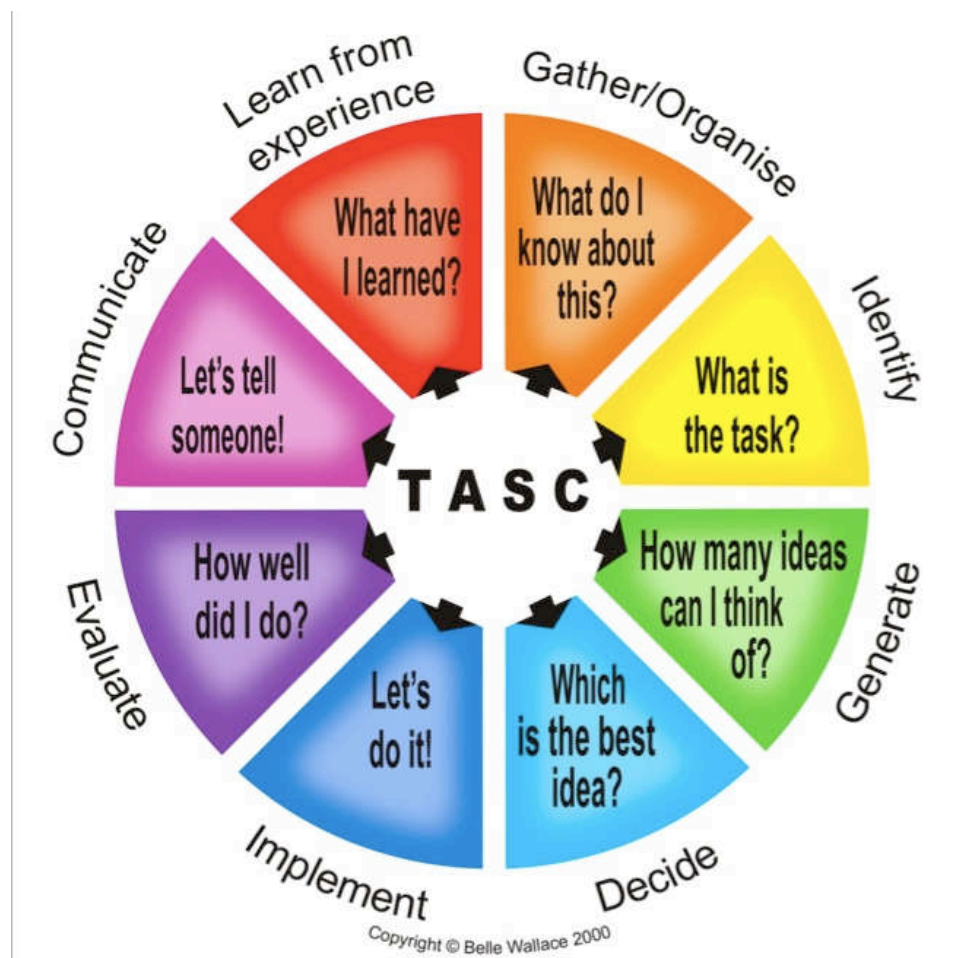 Gather/Organise
What do I
know about
this?
Identify
What is
the task?
Generate
How many ideas
can I think
of?
Decide
Which
is the best
idea?
Implement
Let's
do it!
Evaluate
How well
did I do?
Communicate
Let's tell
someone!
Learn from
experience
What have
I learned?
TASC
Copyright © Belle Wallace 2000